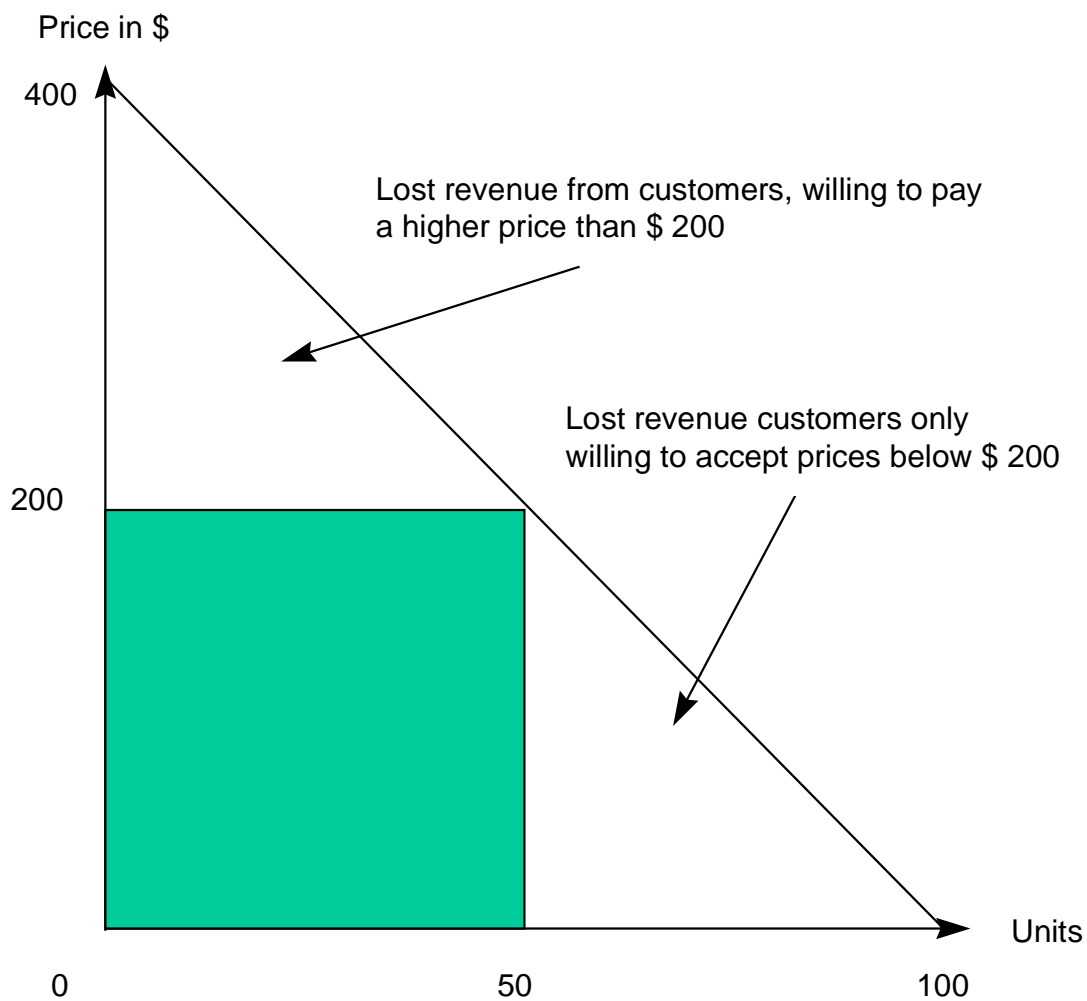 Price in $
400
Lost revenue from customers, willing to pay
a higher price than $ 200
Lost revenue customers only
willing to accept prices below $ 200
200
Units
0
50
100